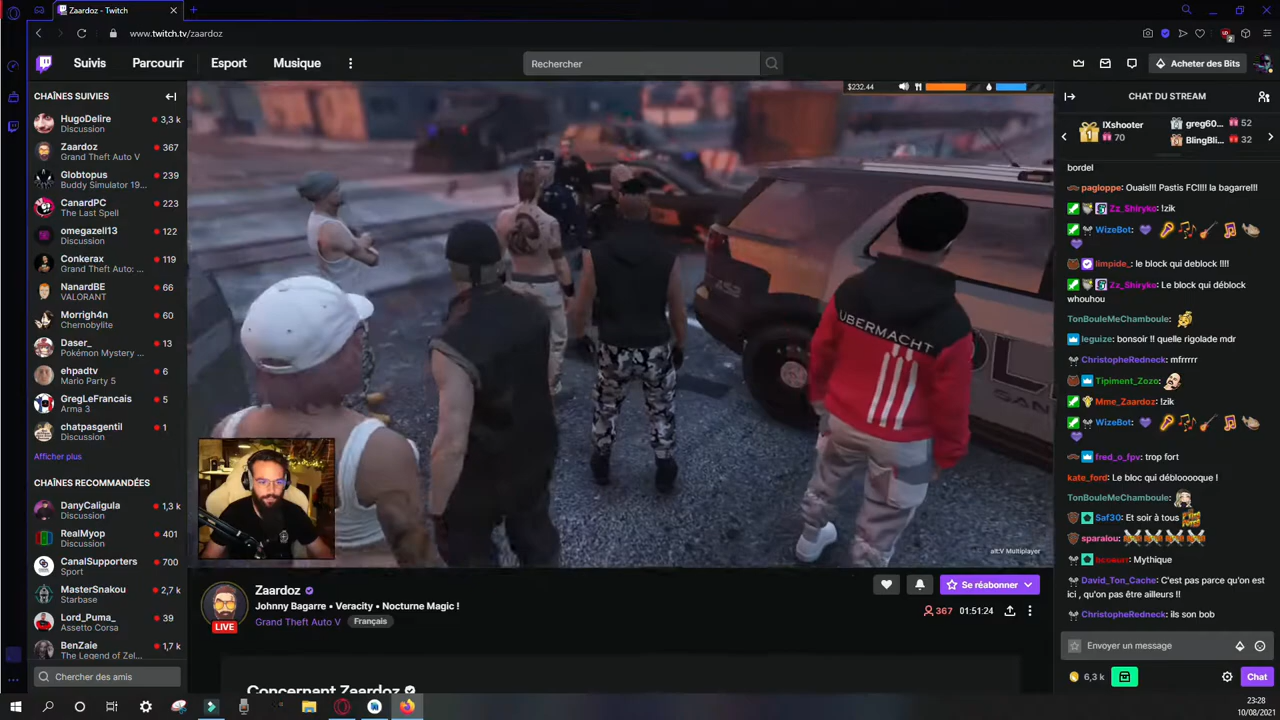 Zaardoz - Twitch
www.twitch.tv/zaardoz
Suivis
Parcourir
Esport
Musique
Rechercher
Acheter des Bits
CHAÎNES SUIVIES
HugoDelire
Discussion
3,3 k
Zaardoz
Grand Theft Auto V
367
Globtopus
Buddy Simulator 19...
239
CanardPC
The Last Spell
223
omegazell13
Discussion
122
Conkerax
Grand Theft Auto: ...
119
NanardBE
VALORANT
66
Morrigh4n
Chernobylite
60
Daser_
Pokémon Mystery ...
13
ehpadtv
Mario Party 5
6
GregLeFrancais
Arma 3
5
chatpasgentil
Discussion
1
Afficher plus
CHAÎNES RECOMMANDÉES
DanyCaligula
Discussion
1,3 k
RealMyop
Discussion
401
CanalSupporters
Sport
700
MasterSnakou
Starbase
2,7 k
Lord_Puma_
Assetto Corsa
39
BenZaie
The Legend of Zel...
1,7 k
Chercher des amis
$232.44
ÜBERMACHT
alt:V Multiplayer
LIVE
Zaardoz
Johnny Bagarre • Veracity • Nocturne Magic !
Grand Theft Auto V
Français
Se réabonner
367
01:51:24
Concernant Zaardoz
CHAT DU STREAM
1
IXshooter
70
greg60...
52
BlingBli...
32
bordel
pagloppe: Ouais!!! Pastis FC!!!! la bagarre!!!
Zz_Shiryko: !zik
WizeBot:
limpide_: le block qui deblock !!!!
Zz_Shiryko: Le block qui déblock
whouhou
TonBouleMeChamboule:
leguize: bonsoir !! quelle rigolade mdr
ChristopheRedneck: mfrrrrr
Tipiment_Zozo:
Mme_Zaardoz: !zik
WizeBot:
fred_o_fpv: trop fort
kate_ford: Le bloc qui déblooooque !
TonBouleMeChamboule:
Saf30: Et soir à tous
sparalou:
: Mythique
David_Ton_Cache: C'est pas parce qu'on est
ici , qu'on pas être ailleurs !!
ChristopheRedneck: ils son bob
Envoyer un message
6,3 k
Chat
23:28
10/08/2021